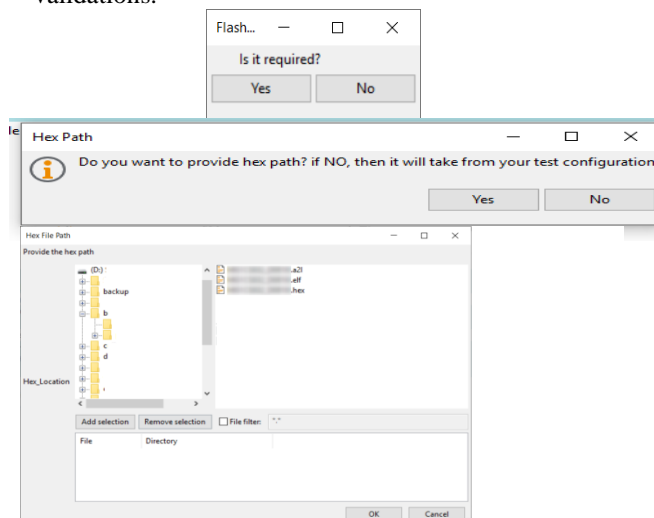 validations.
Flash...
Is it required?
Yes No
Hex Path
Do you want to provide hex path? if NO, then it will take from your test configuration
Yes No
Hex File Path
Provide the hex path
(D:)
backup
b
c
d
.a2l
.elf
.hex
Hex_Location
Add selection Remove selection File filter: *.*
File Directory
OK Cancel